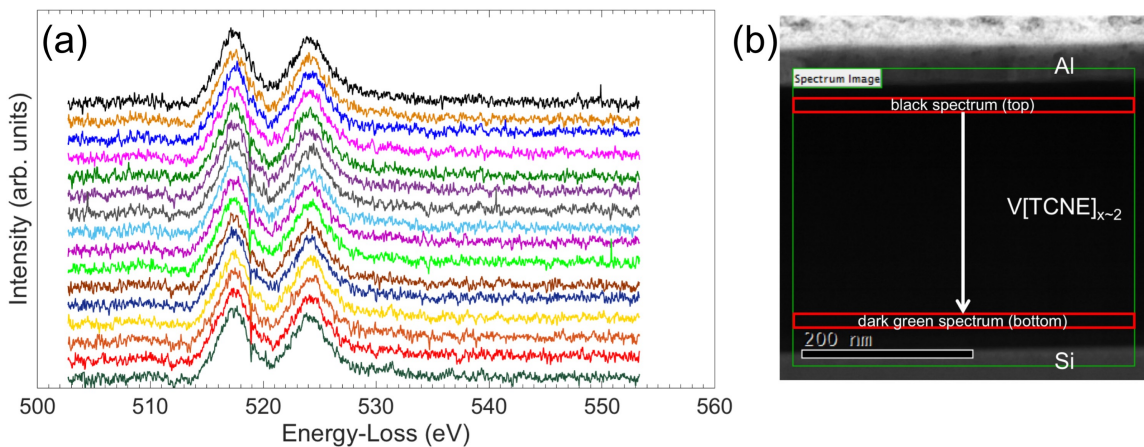 (a)
Intensity (arb. units)
500 510 520 530 540 550 560
Energy-Loss (eV)
(b)
Al
Spectrum Image
black spectrum (top)
V[TCNE]x~2
dark green spectrum (bottom)
200 nm
Si